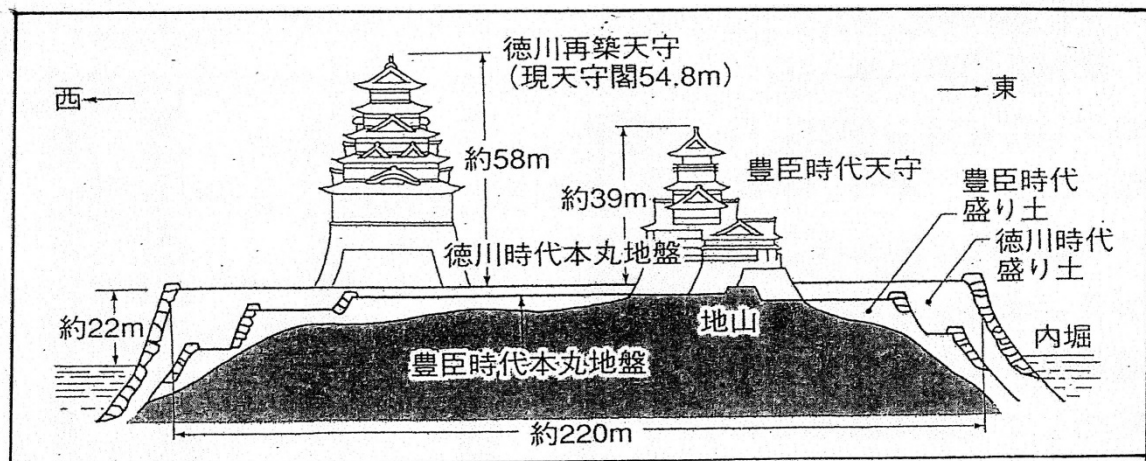 徳川再築天守
（現天守閣54.8m）
西
東
約58m
豊臣時代天守
約39m
豊臣時代
盛り土
徳川時代
盛り土
徳川時代本丸地盤
約22m
地山
内堀
豊臣時代本丸地盤
約220m